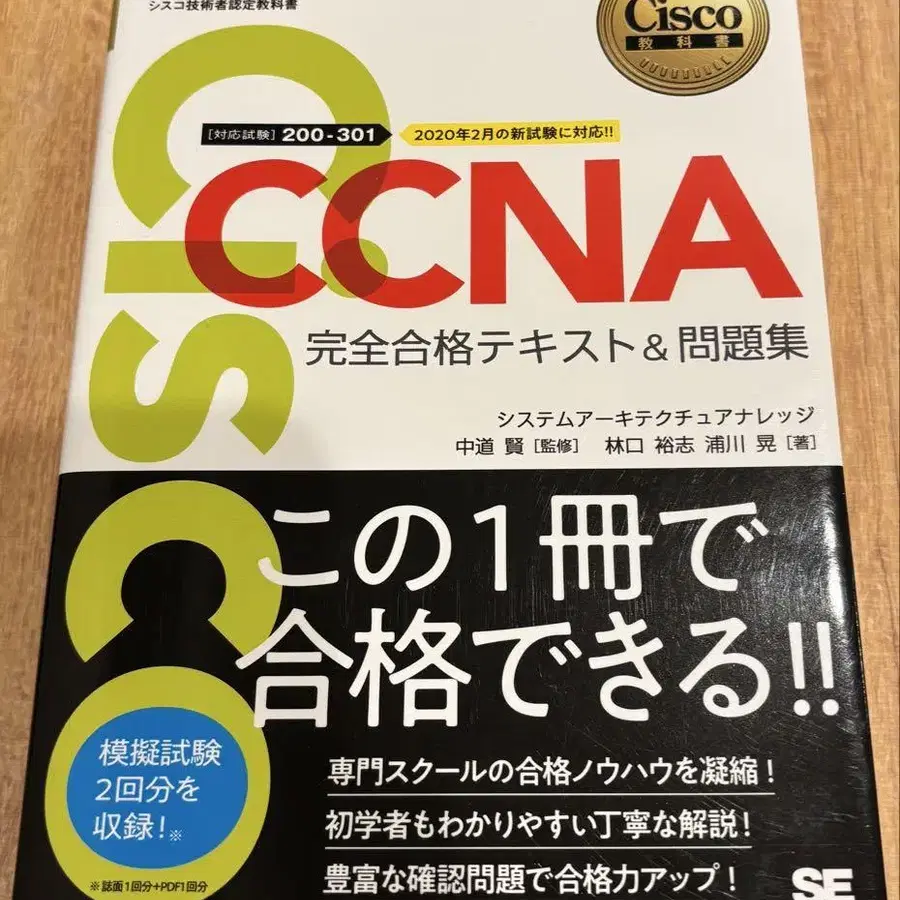 シスコ技術者認定教科書
Cisco
教科書
[対応試験] 200-301
2020年2月の新試験に対応!!
Cisco
CCNA
完全合格テキスト&問題集
システムアーキテクチュアナレッジ
中道 賢[監修] 林口 裕志 浦川 晃[著]
この1冊で
合格できる!!
模擬試験
2回分を
収録!※
※誌面1回分+PDF1回分
専門スクールの合格ノウハウを凝縮!
初学者もわかりやすい丁寧な解説!
豊富な確認問題で合格力アップ!
SE